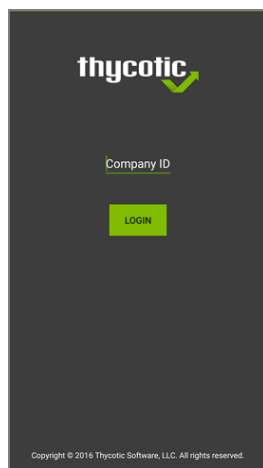 thycotic
Company ID
LOGIN
Copyright © 2016 Thycotic Software, LLC. All rights reserved.